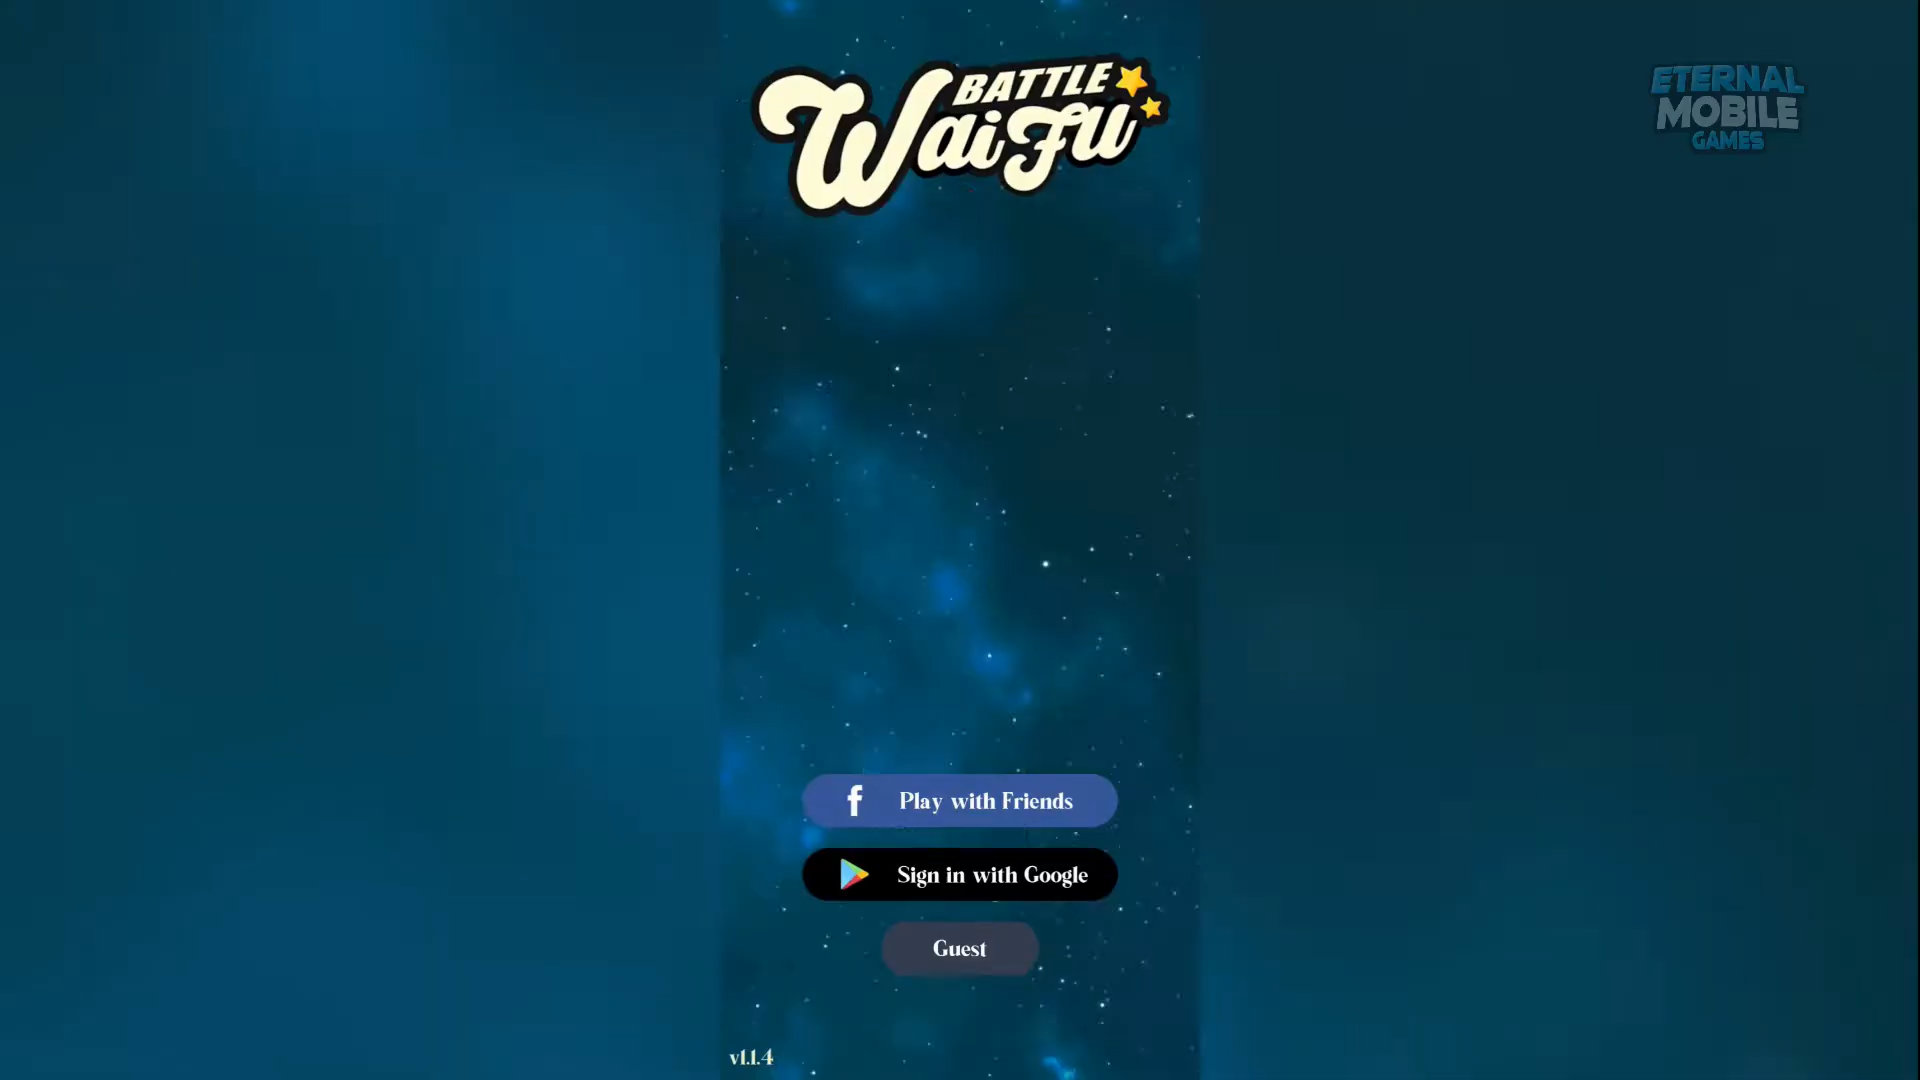 BATTLE
WaiFu
ETERNAL
MOBILE
GAMES
f Play with Friends
Sign in with Google
Guest
v1.1.4